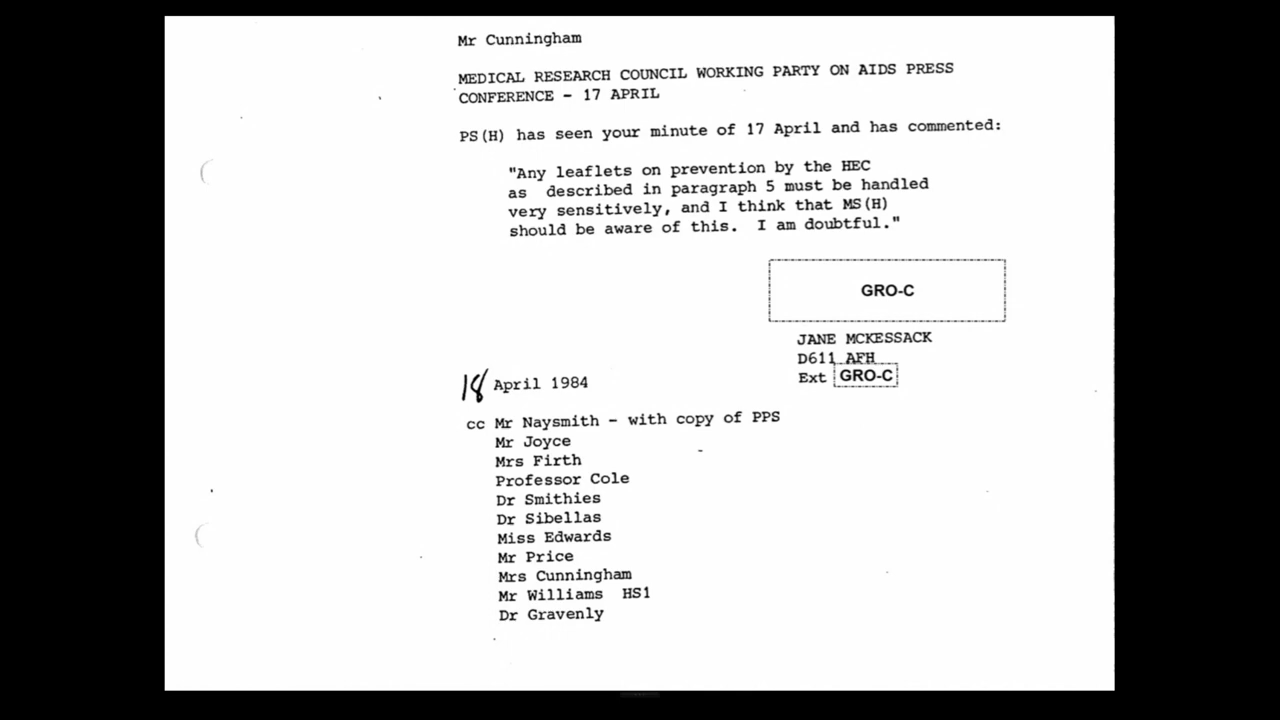 Mr Cunningham
MEDICAL RESEARCH COUNCIL WORKING PARTY ON AIDS PRESS
CONFERENCE - 17 APRIL
PS(H) has seen your minute of 17 April and has commented:
"Any leaflets on prevention by the HEC
as described in paragraph 5 must be handled
very sensitively, and I think that MS(H)
should be aware of this. I am doubtful."
GRO-C
JANE MCKESSACK
D611 AFH
Ext GRO-C
18 April 1984
cc Mr Naysmith - with copy of PPS
Mr Joyce
Mrs Firth
Professor Cole
Dr Smithies
Dr Sibellas
Miss Edwards
Mr Price
Mrs Cunningham
Mr Williams HS1
Dr Gravenly